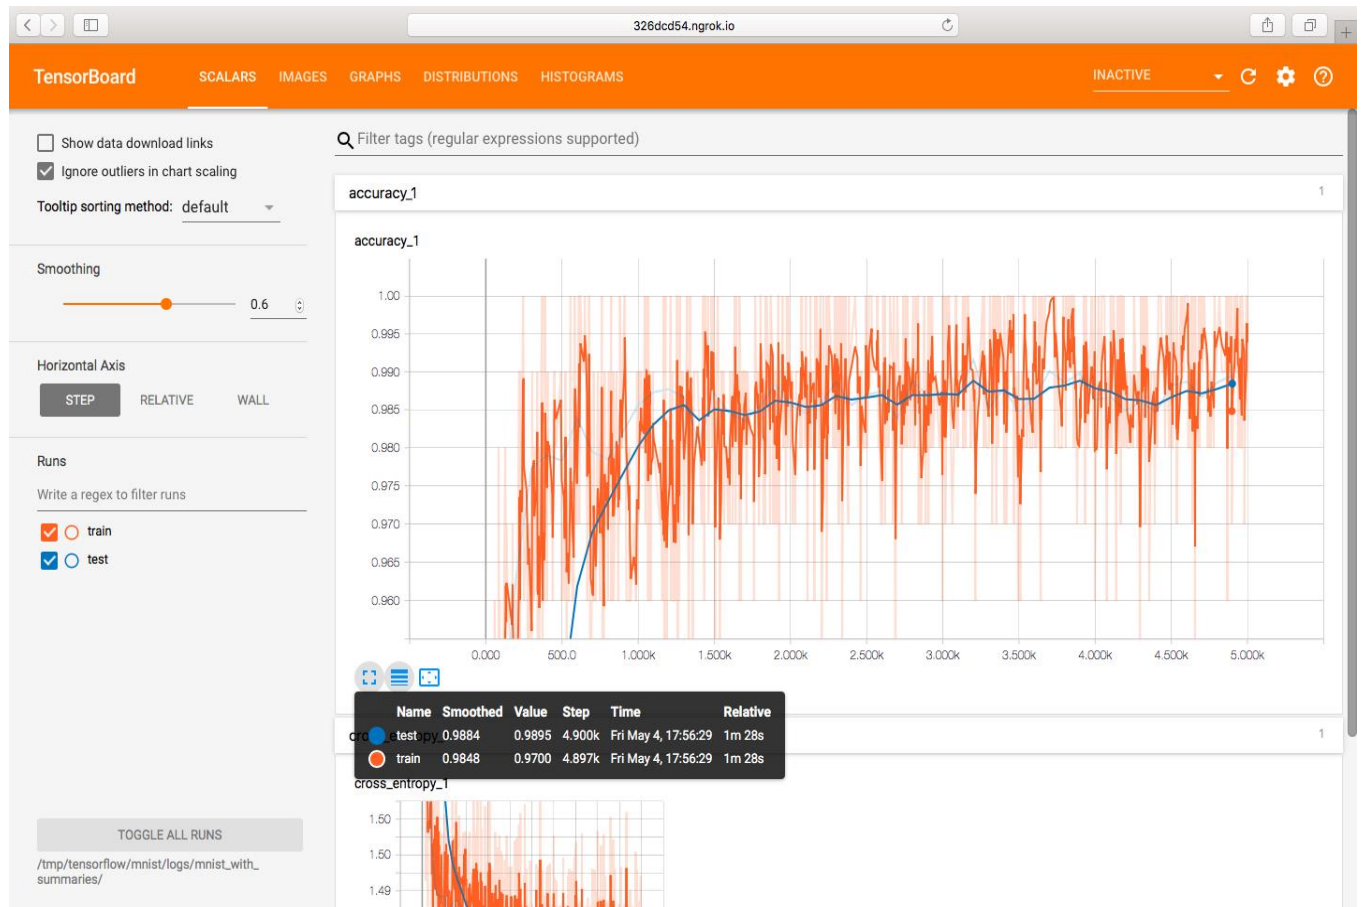 326dcd54.ngrok.io
TensorBoard SCALARS IMAGES GRAPHS DISTRIBUTIONS HISTOGRAMS INACTIVE
Show data download links
Ignore outliers in chart scaling
Tooltip sorting method: default
Smoothing
0.6
Horizontal Axis
STEP RELATIVE WALL
Runs
Write a regex to filter runs
train
test
TOGGLE ALL RUNS
/tmp/tensorflow/mnist/logs/mnist_with_
summaries/
Filter tags (regular expressions supported)
accuracy_1 1
accuracy_1
1.00
0.995
0.990
0.985
0.980
0.975
0.970
0.965
0.960
0.000 500.0 1.000k 1.500k 2.000k 2.500k 3.000k 3.500k 4.000k 4.500k 5.000k
Name Smoothed Value Step Time Relative
test 0.9884 0.9895 4.900k Fri May 4, 17:56:29 1m 28s
train 0.9848 0.9700 4.897k Fri May 4, 17:56:29 1m 28s
1
cross_entropy_1
1.50
1.50
1.49